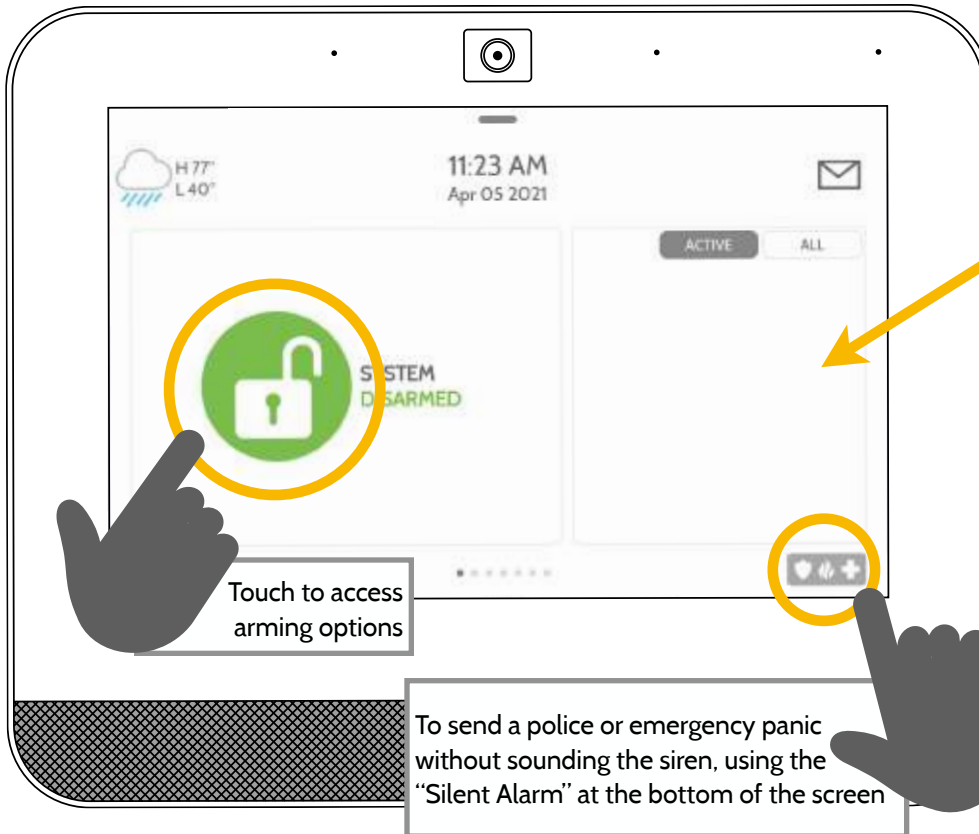 H 77°
L 40°
11:23 AM
Apr 05 2021
ACTIVE
ALL
SYSTEM
DISARMED
Touch to access
arming options
To send a police or emergency panic
without sounding the siren, using the
“Silent Alarm” at the bottom of the screen